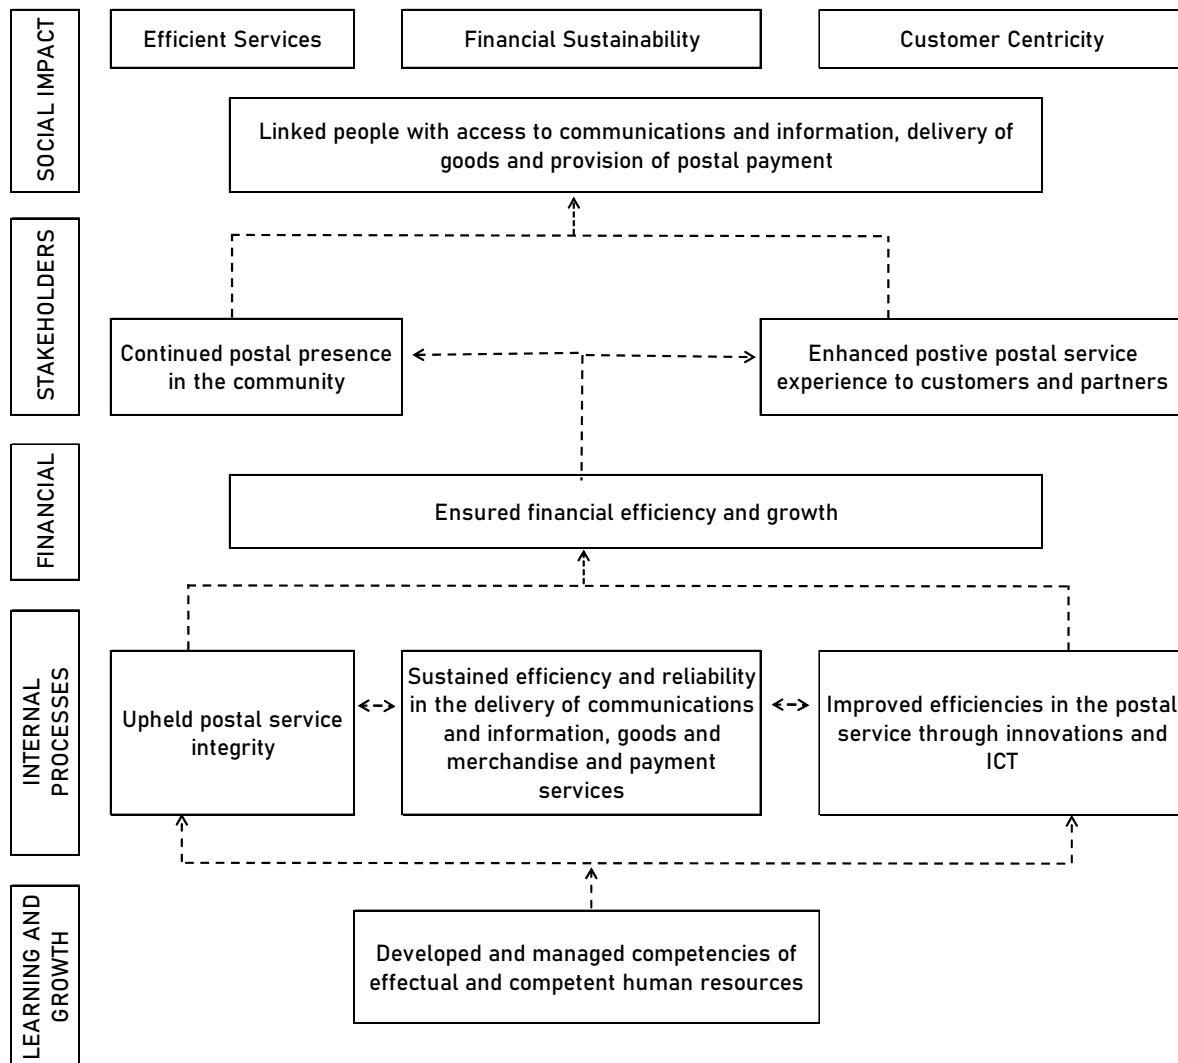 SOCIAL IMPACT
Efficient Services
Financial Sustainability
Customer Centricity
Linked people with access to communications and information, delivery of
goods and provision of postal payment
STAKEHOLDERS
Continued postal presence
in the community
Enhanced postive postal service
experience to customers and partners
FINANCIAL
Ensured financial efficiency and growth
INTERNAL
PROCESSES
Upheld postal service
integrity
Sustained efficiency and reliability
in the delivery of communications
and information, goods and
merchandise and payment
services
Improved efficiencies in the postal
service through innovations and
ICT
LEARNING AND
GROWTH
Developed and managed competencies of
effectual and competent human resources